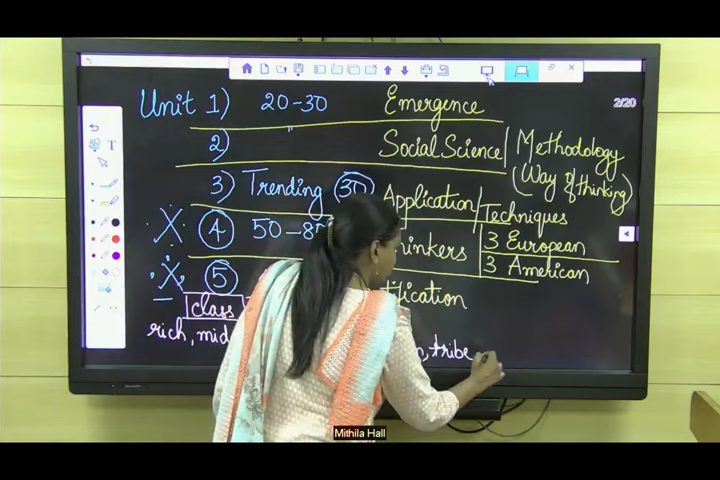 Unit 1) 20-30 Emergence
2/20
2) Social Science Methodology
(Way of thinking)
3) Trending 30 Application/Techniques
X 4 50-8 inkers 3 European
3 American
X 5 tification
class
rich, mid , tribe
T
Mithila Hall